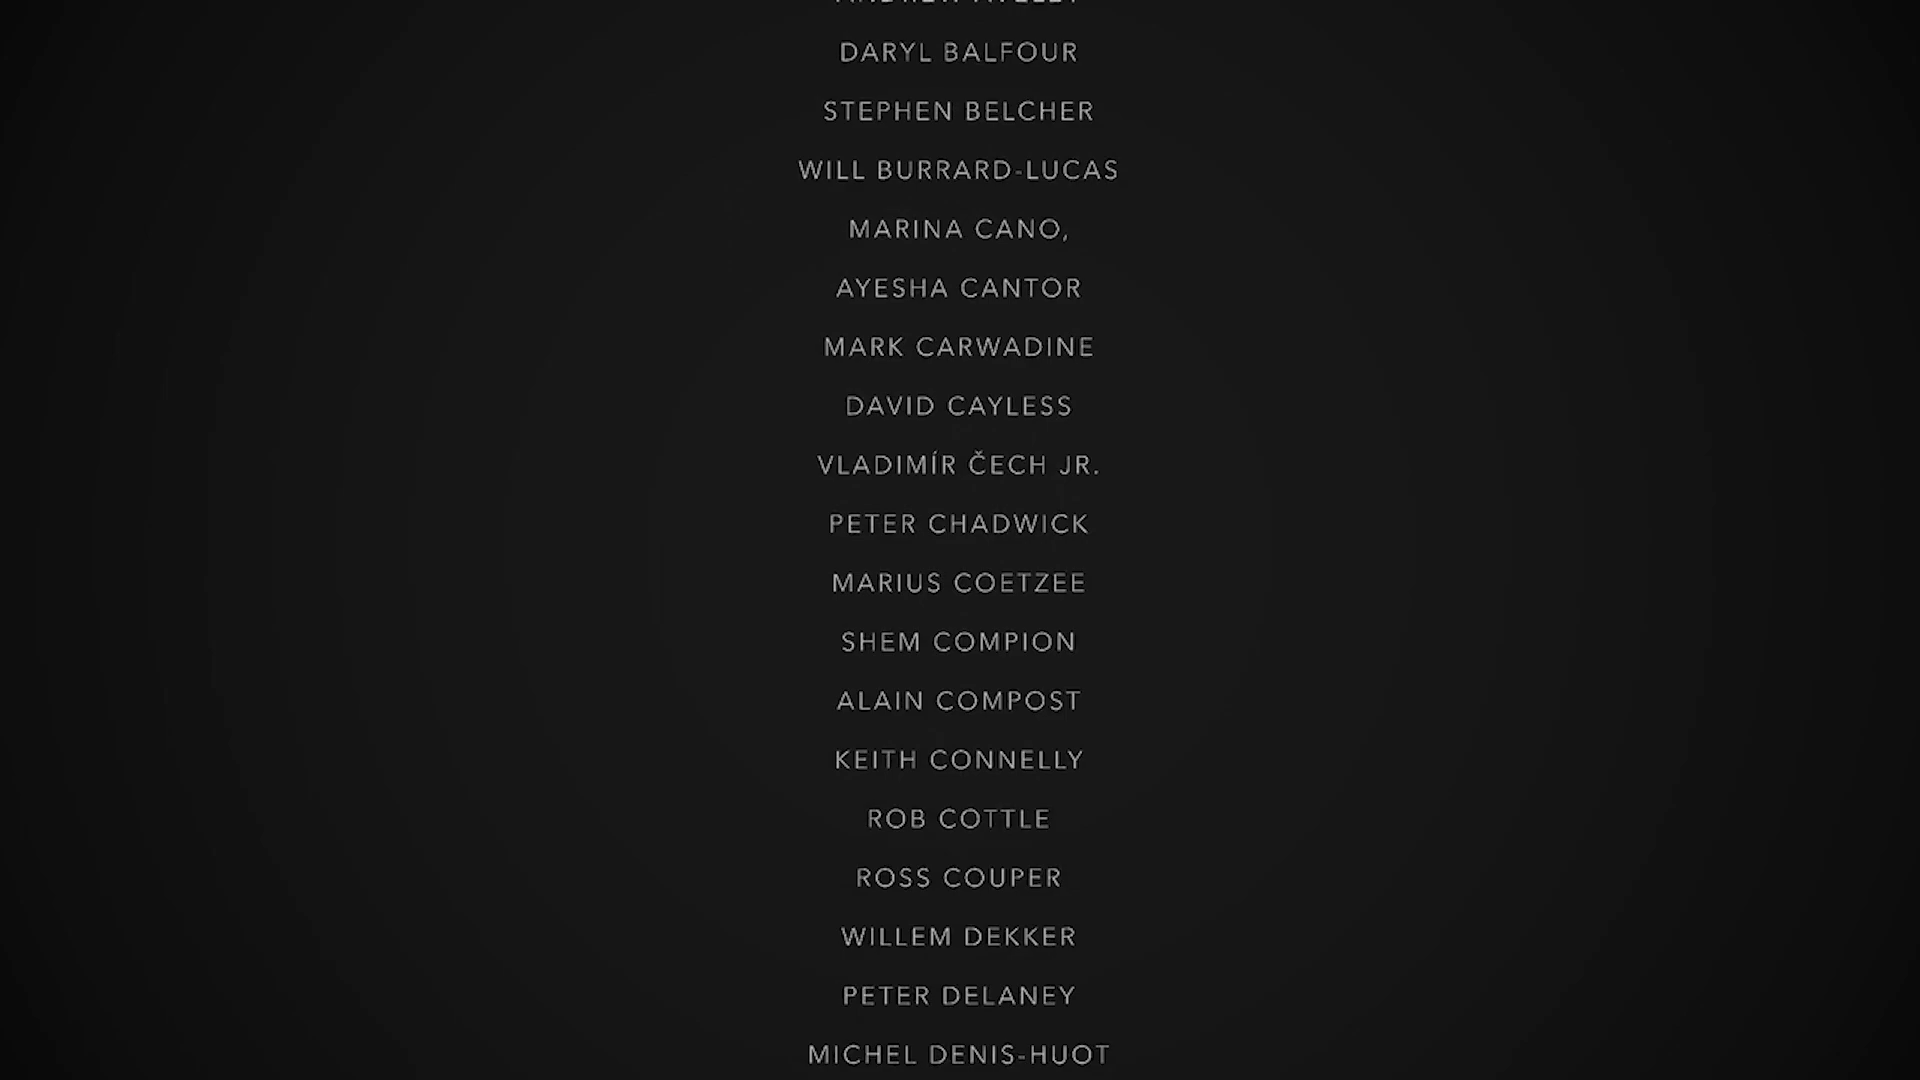 DARYL BALFOUR
STEPHEN BELCHER
WILL BURRARD-LUCAS
MARINA CANO,
AYESHA CANTOR
MARK CARWADINE
DAVID CAYLESS
VLADIMÍR ČECH JR.
PETER CHADWICK
MARIUS COETZEE
SHEM COMPION
ALAIN COMPOST
KEITH CONNELLY
ROB COTTLE
ROSS COUPER
WILLEM DEKKER
PETER DELANEY
MICHEL DENIS-HUOT